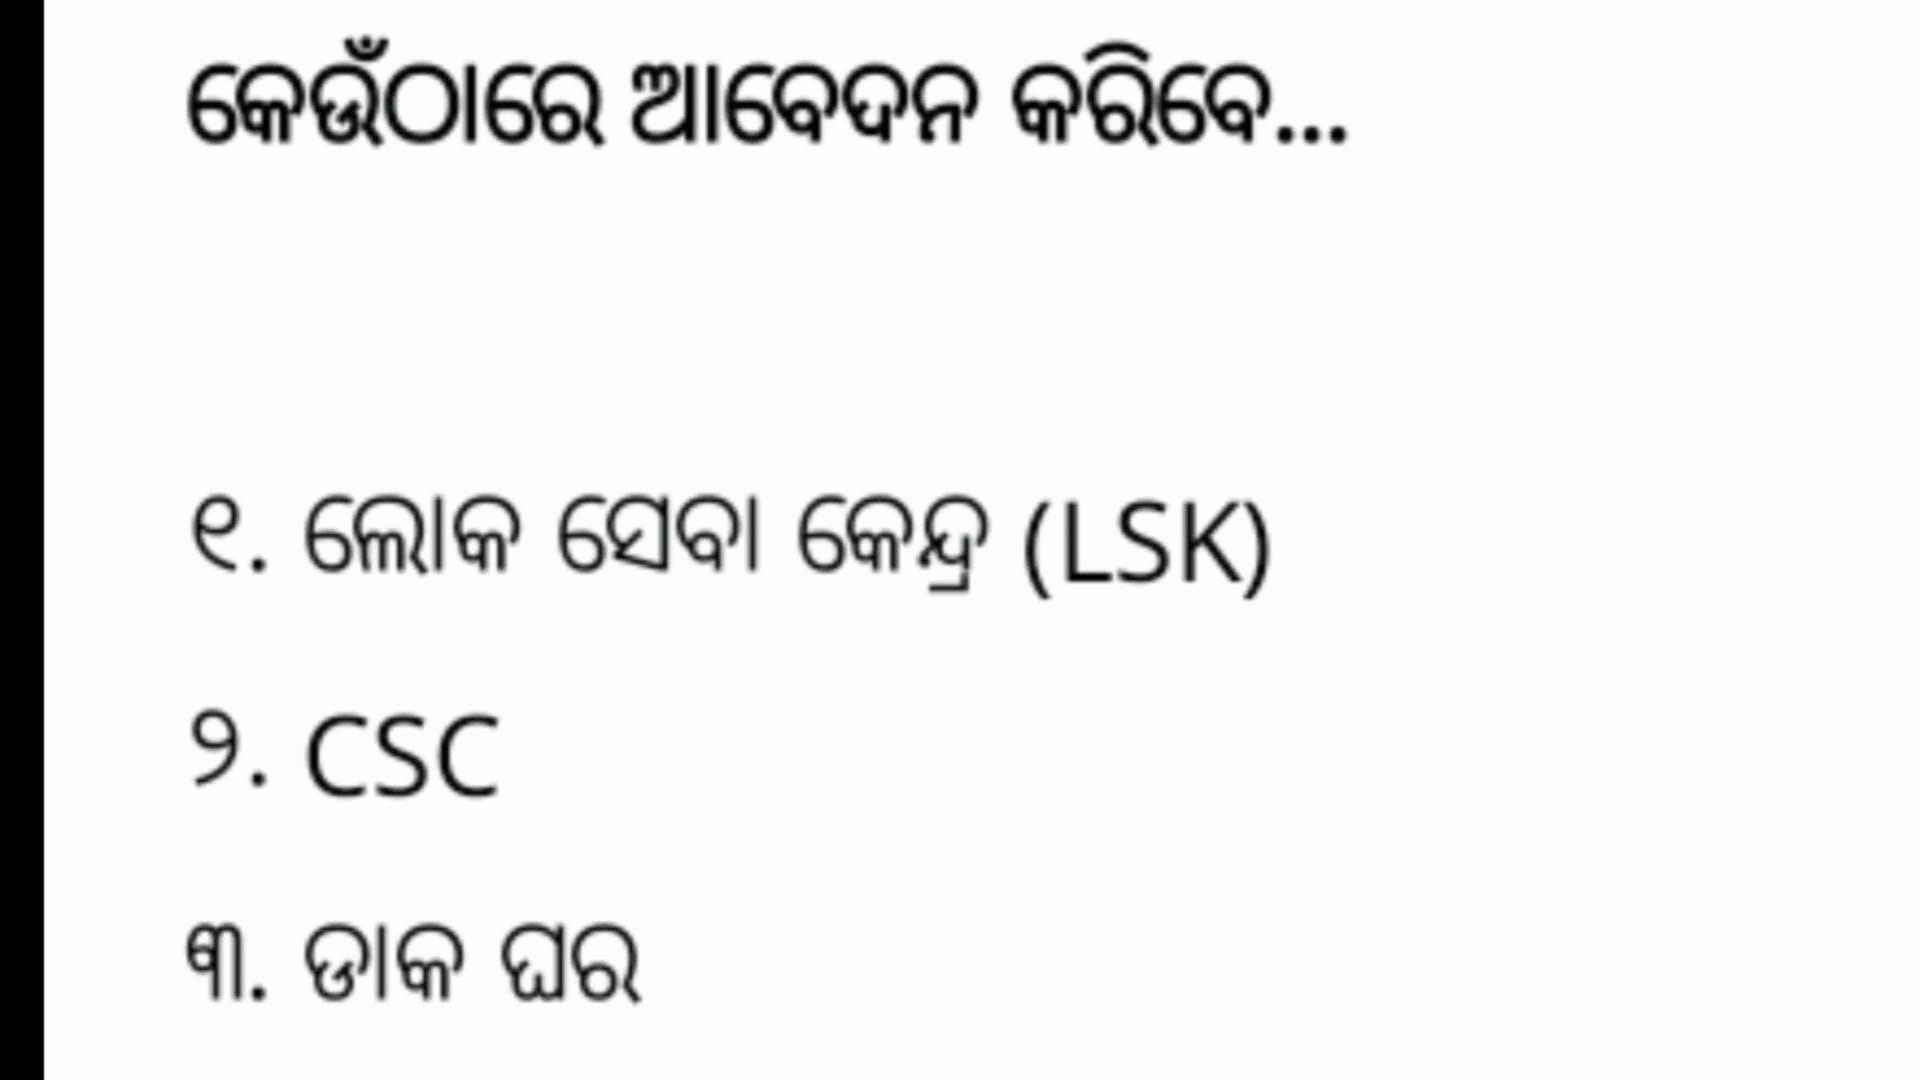 କେଉଁଠାରେ ଆବେଦନ କରିବେ...
୧. ଲୋକ ସେବା କେନ୍ଦ୍ର (LSK)
୨. CSC
୩. ଡାକ ଘର